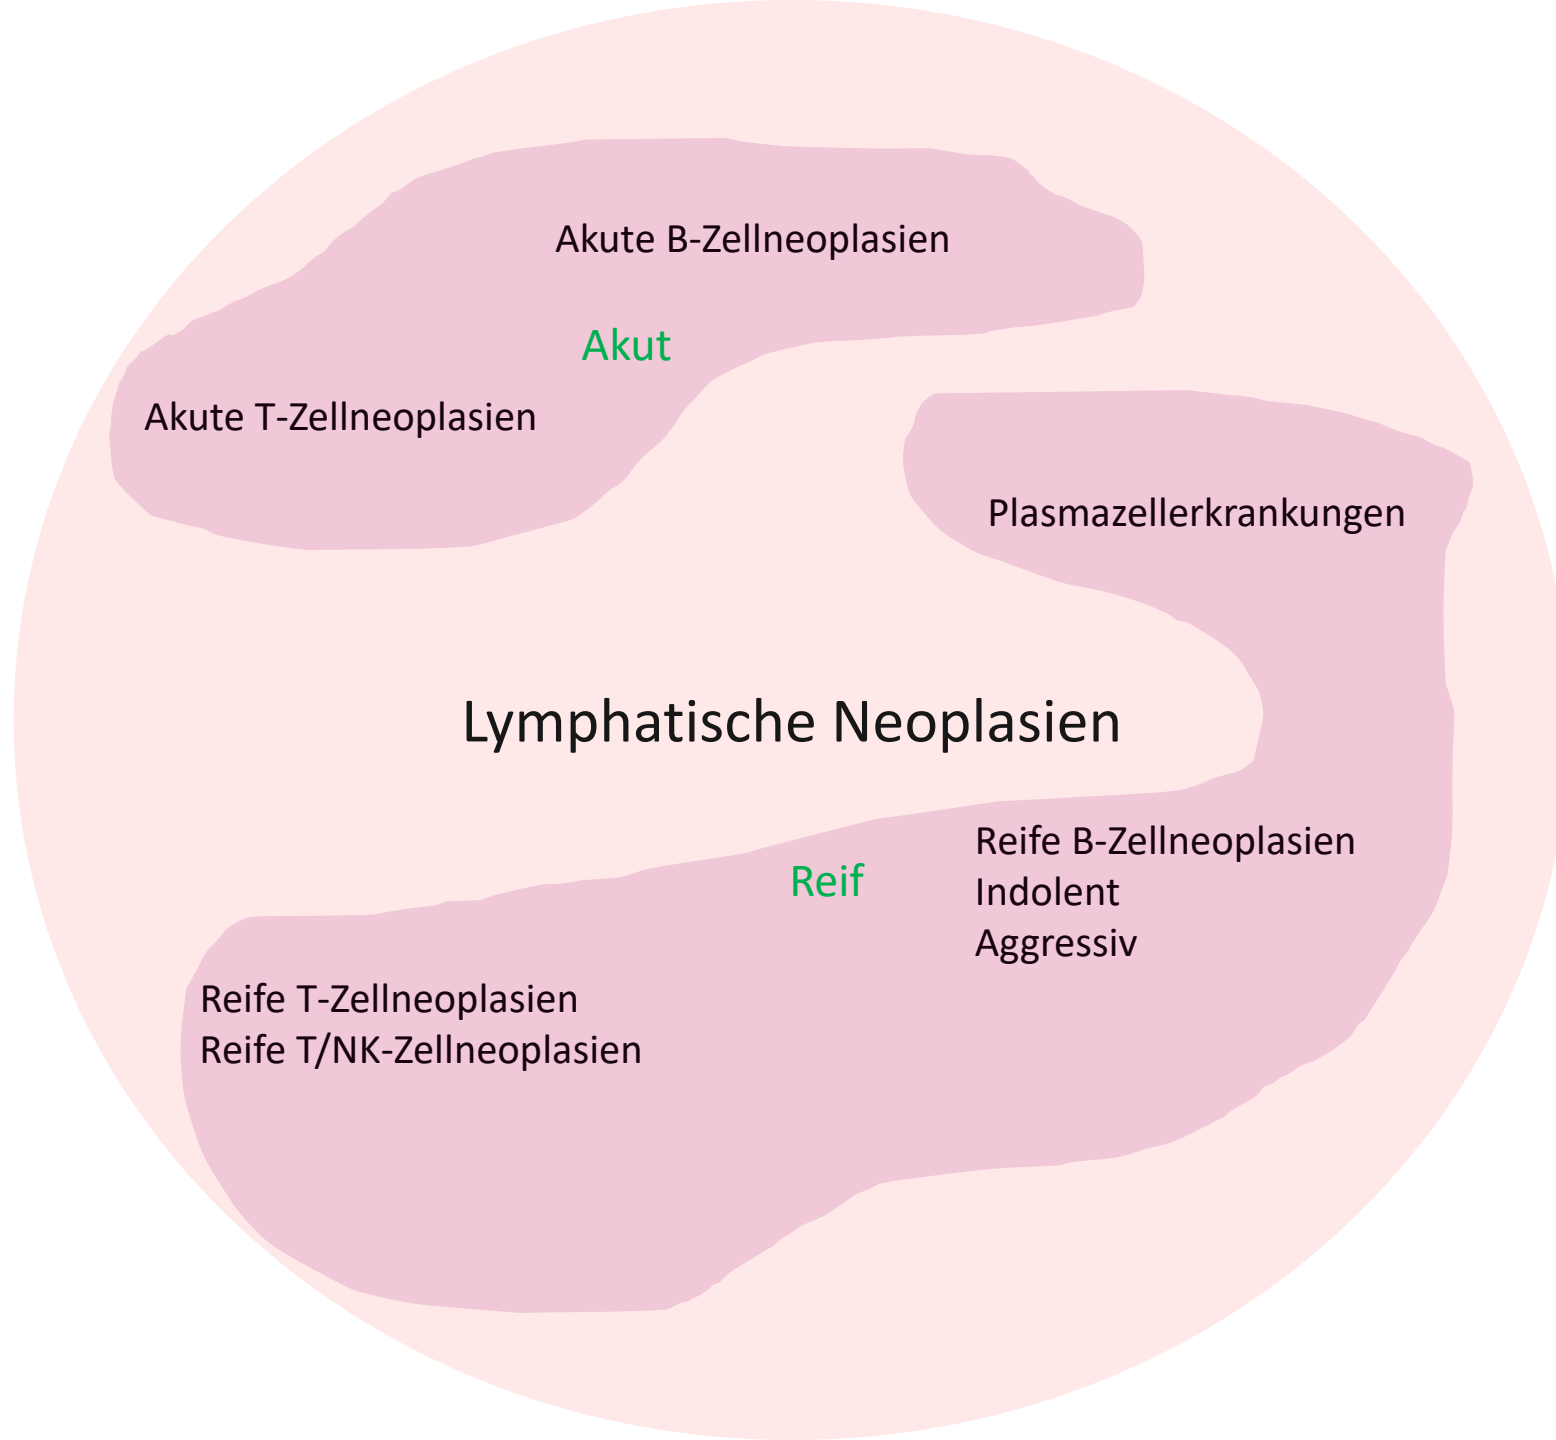 Akute B-Zellneoplasien
Akut
Akute T-Zellneoplasien
Plasmazellerkrankungen
Lymphatische Neoplasien
Reif
Reife B-Zellneoplasien
Indolent
Aggressiv
Reife T-Zellneoplasien
Reife T/NK-Zellneoplasien